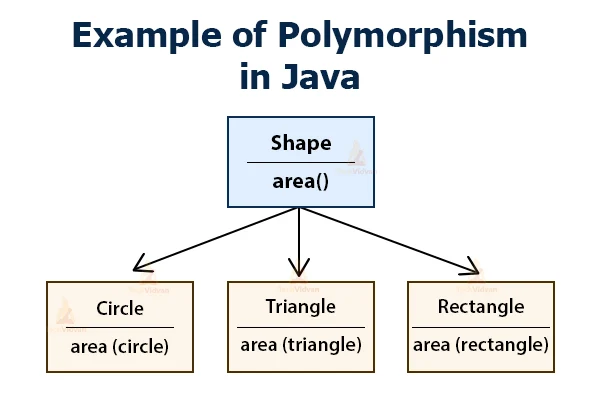 Example of Polymorphism
in Java
Shape
area()
Circle
area (circle)
Triangle
area (triangle)
Rectangle
area (rectangle)